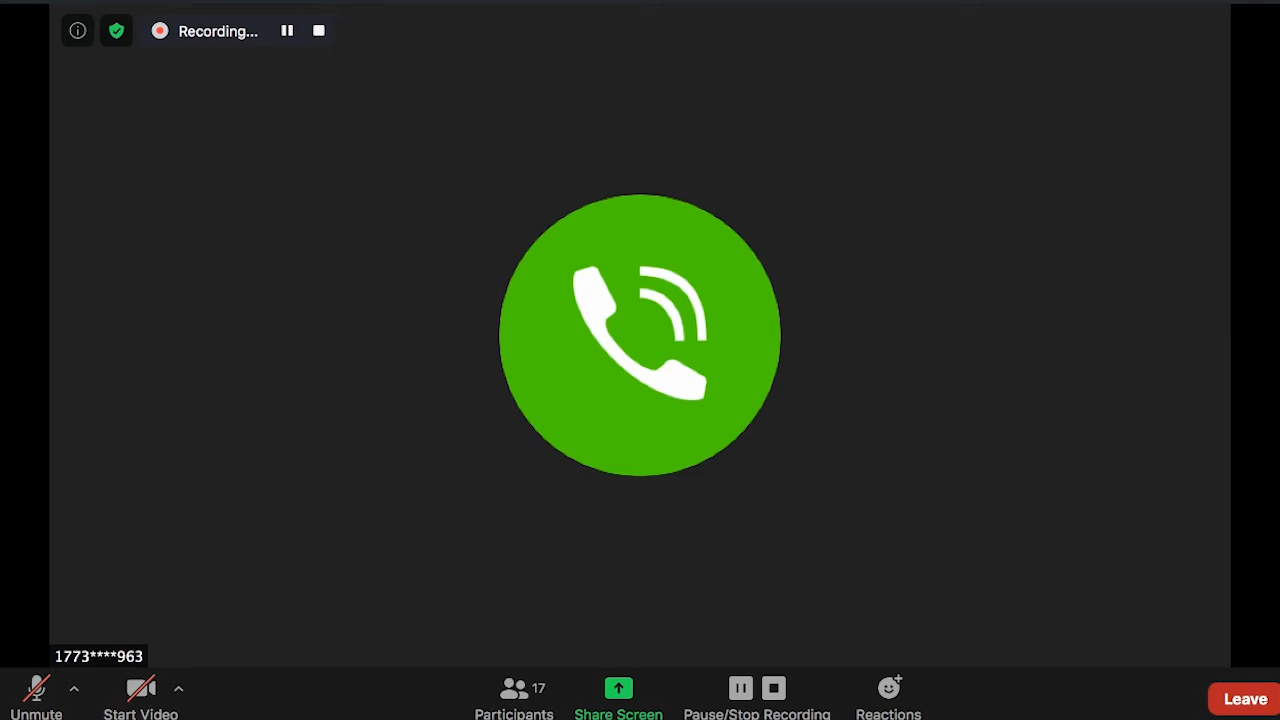 Recording...
1773****963
17
Unmute
Start Video
Participants
Share Screen
Pause/Stop Recording
Reactions
Leave